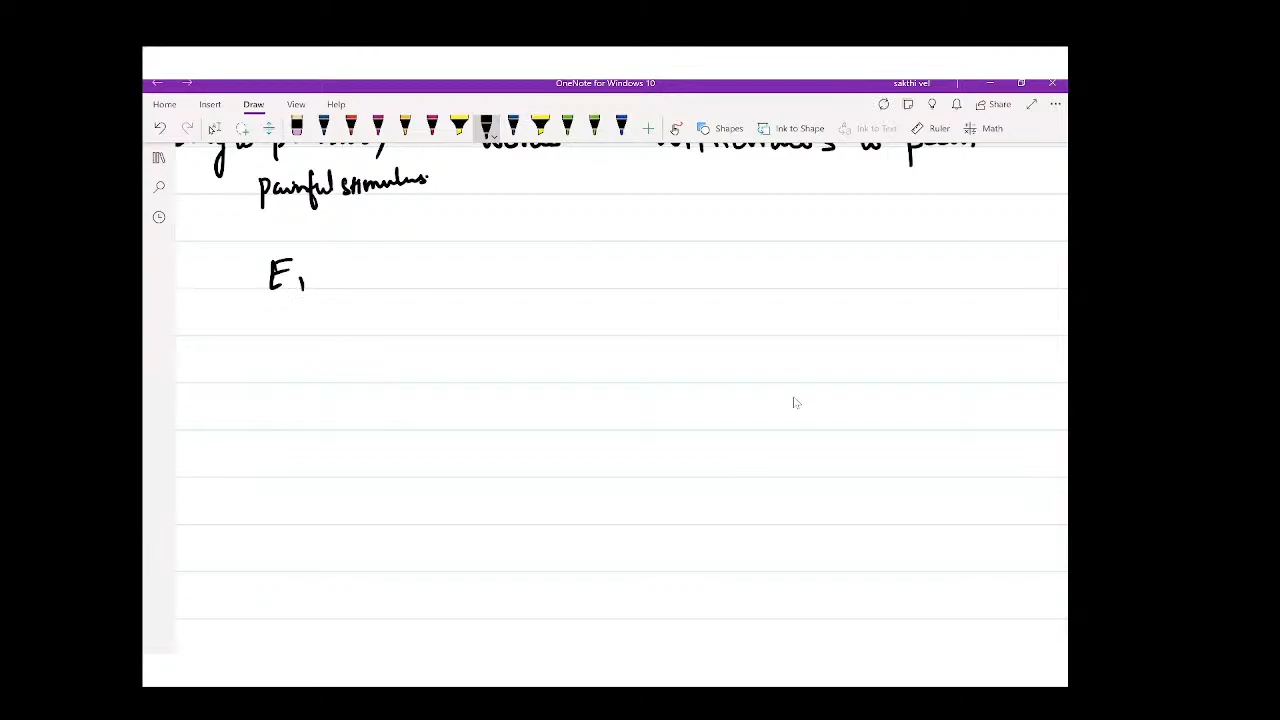 OneNote for Windows 10 sakthi vel
Home Insert Draw View Help Share
Shapes Ink to Shape Ink to Text Ruler Math
to
painful stimulus.
E,